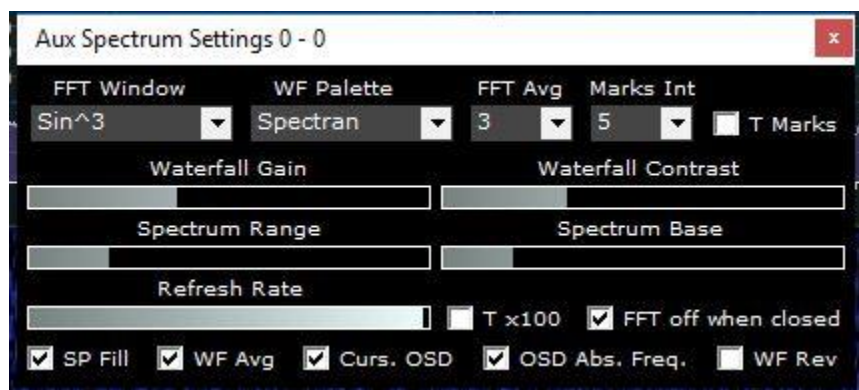 Aux Spectrum Settings 0 - 0 x
FFT Window WF Palette FFT Avg Marks Int
Sin^3 Spectran 3 5 T Marks
Waterfall Gain Waterfall Contrast
Spectrum Range Spectrum Base
Refresh Rate
T x100 FFT off when closed
SP Fill WF Avg Curs. OSD OSD Abs. Freq. WF Rev